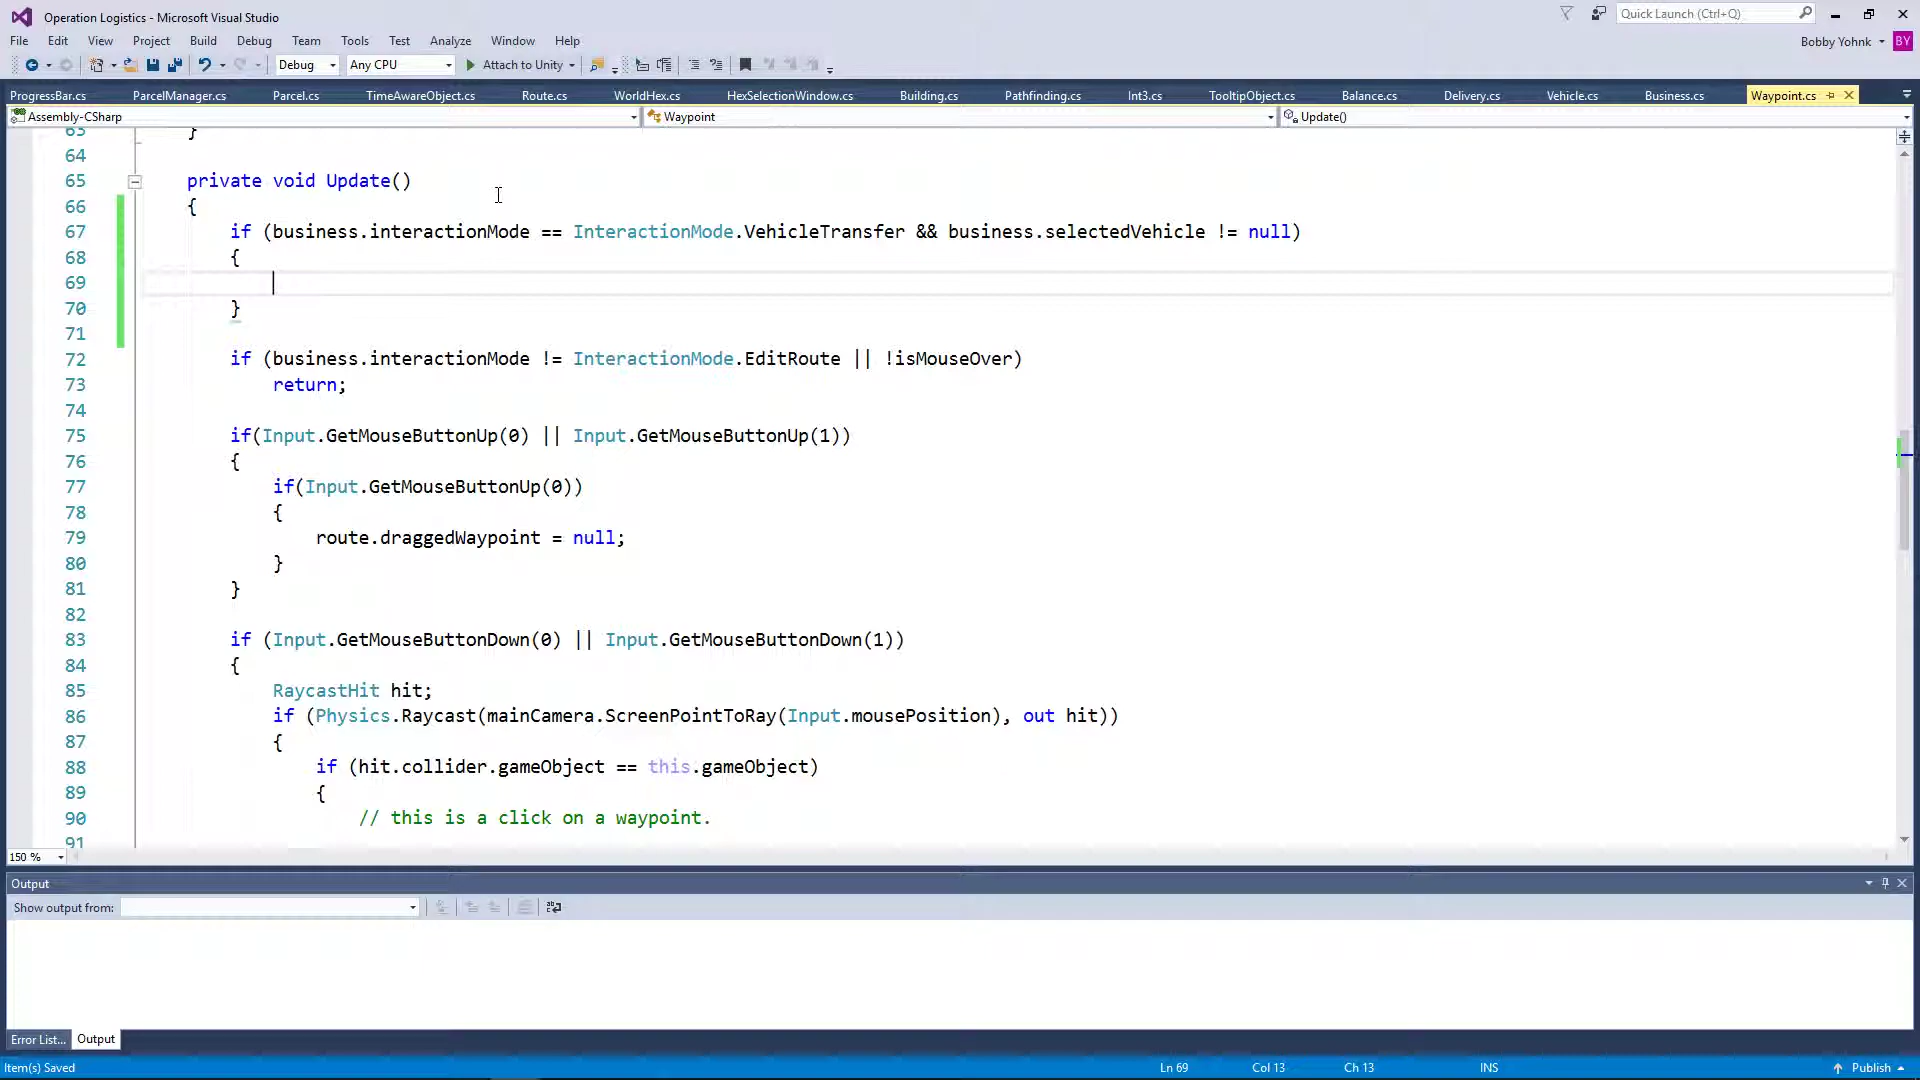 Operation Logistics - Microsoft Visual Studio
Quick Launch (Ctrl+Q)
File Edit View Project Build Debug Team Tools Test Analyze Window Help
Bobby Yohnk BY
Debug Any CPU Attach to Unity
ProgressBar.cs ParcelManager.cs Parcel.cs TimeAwareObject.cs Route.cs WorldHex.cs HexSelectionWindow.cs Building.cs Pathfinding.cs Int3.cs TooltipObject.cs Balance.cs Delivery.cs Vehicle.cs Business.cs Waypoint.cs
Assembly-CSharp Waypoint Update()
63 }
64
65 private void Update()
66 {
67 if (business.interactionMode == InteractionMode.VehicleTransfer && business.selectedVehicle != null)
68 {
69
70 }
71
72 if (business.interactionMode != InteractionMode.EditRoute || !isMouseOver)
73 return;
74
75 if(Input.GetMouseButtonUp(0) || Input.GetMouseButtonUp(1))
76 {
77 if(Input.GetMouseButtonUp(0))
78 {
79 route.draggedWaypoint = null;
80 }
81 }
82
83 if (Input.GetMouseButtonDown(0) || Input.GetMouseButtonDown(1))
84 {
85 RaycastHit hit;
86 if (Physics.Raycast(mainCamera.ScreenPointToRay(Input.mousePosition), out hit))
87 {
88 if (hit.collider.gameObject == this.gameObject)
89 {
90 // this is a click on a waypoint.
91
150 %
Output
Show output from:
Error List... Output
Item(s) Saved Ln 69 Col 13 Ch 13 INS Publish